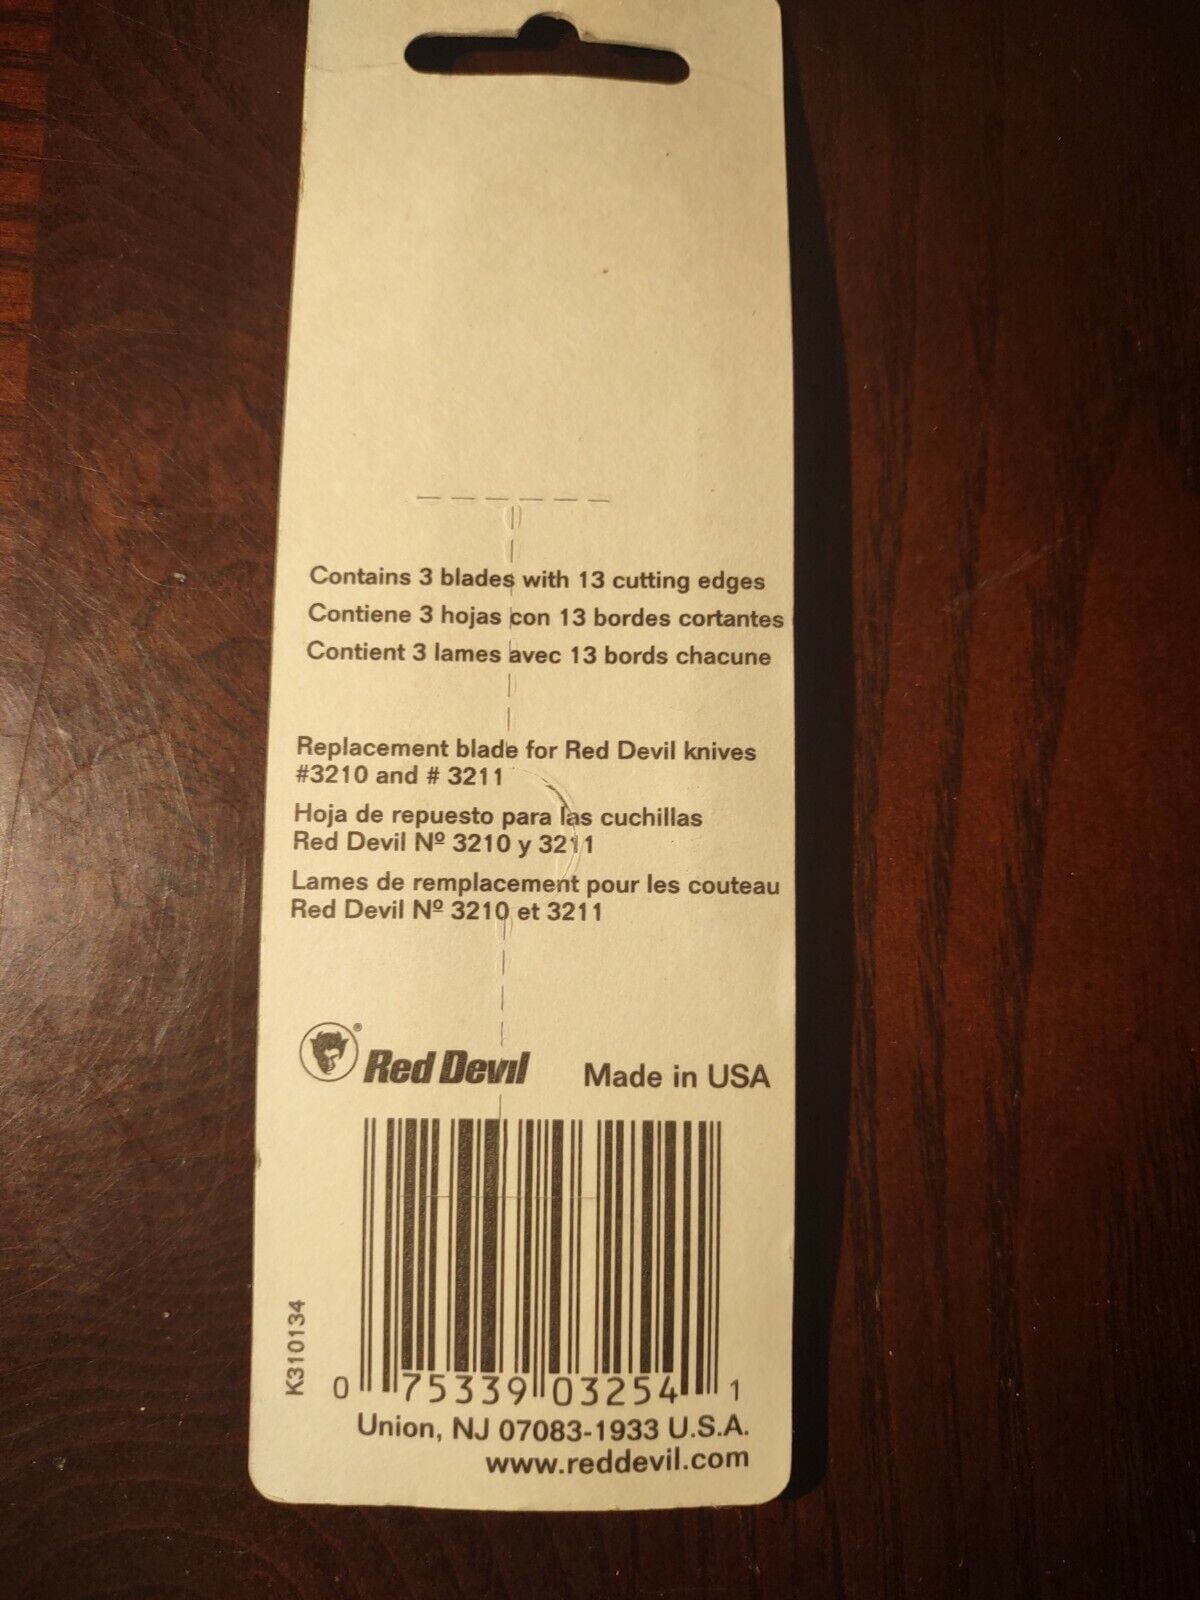 Contains 3 blades with 13 cutting edges
Contiene 3 hojas con 13 bordes cortantes
Contient 3 lames avec 13 bords chacune
Replacement blade for Red Devil knives
#3210 and # 3211
Hoja de repuesto para las cuchillas
Red Devil Nº 3210 y 3211
Lames de remplacement pour les couteau
Red Devil Nº 3210 et 3211
® Red Devil Made in USA
K310134
0 75339 03254 1
Union, NJ 07083-1933 U.S.A.
www.reddevil.com